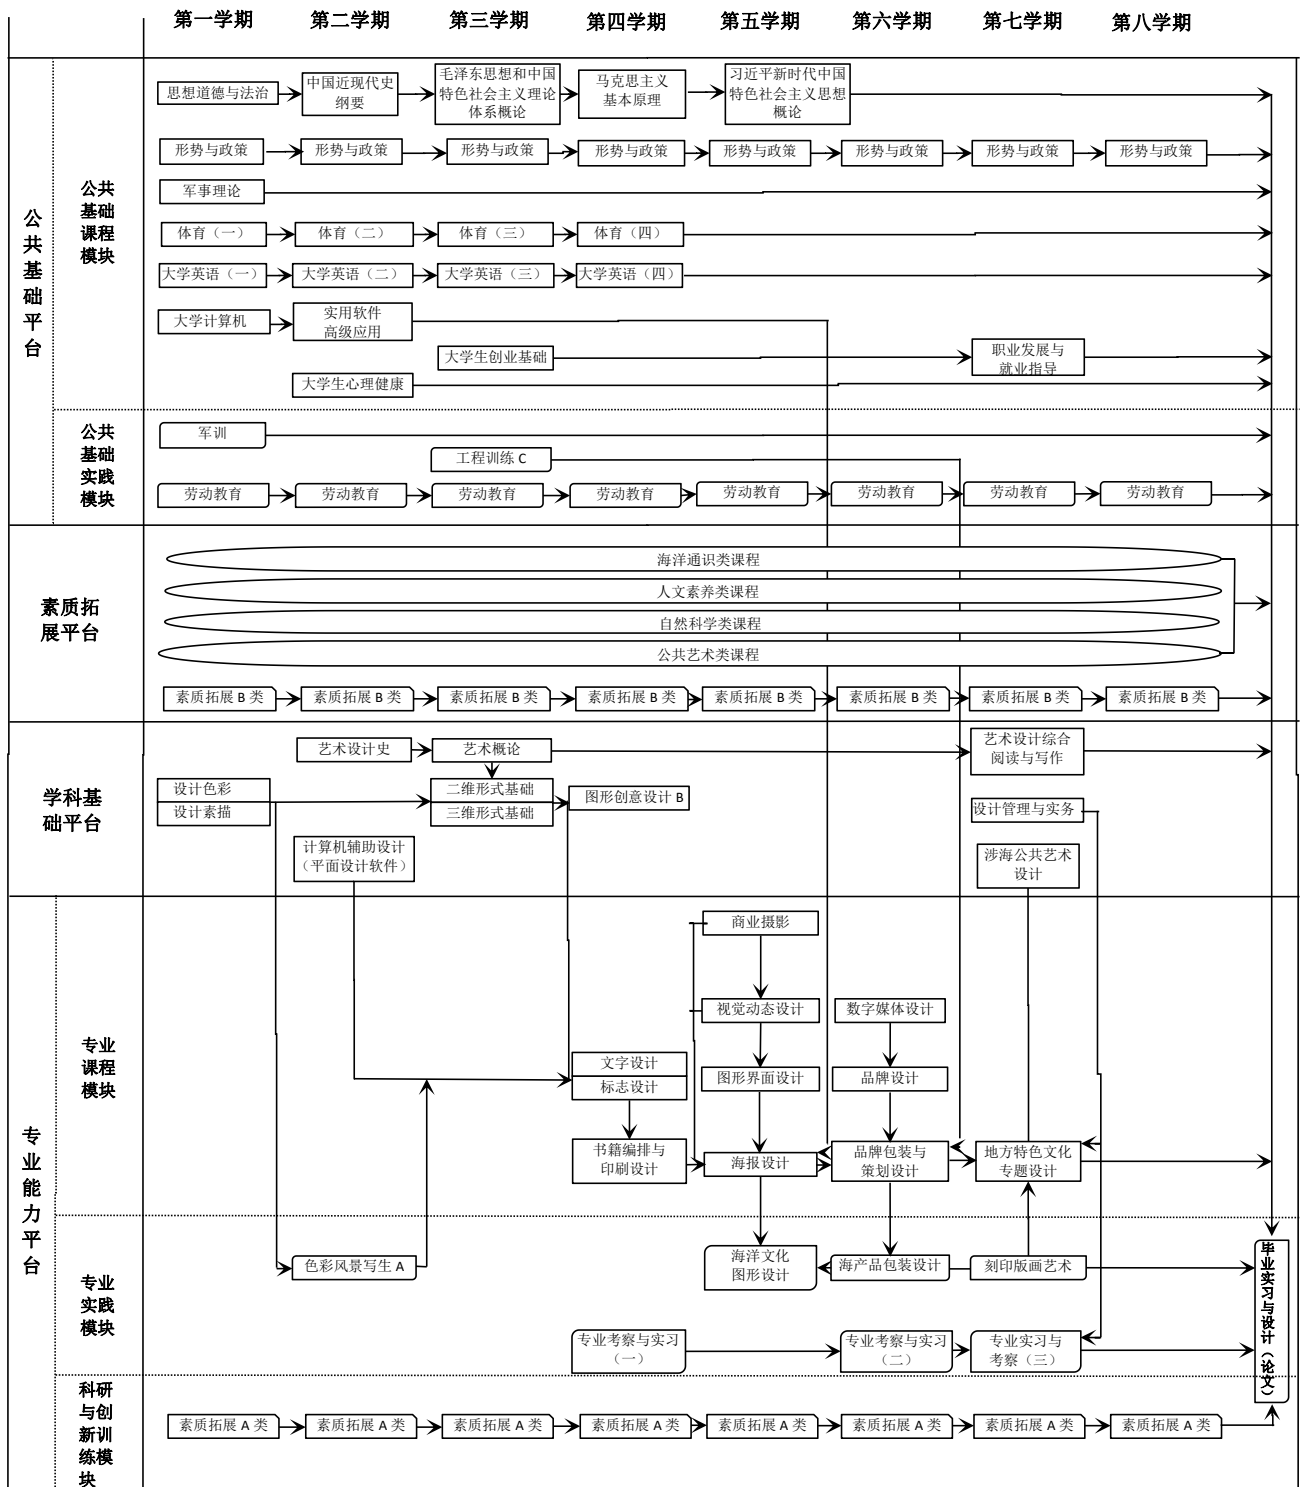 第一学期 第二学期 第三学期 第四学期 第五学期 第六学期 第七学期 第八学期
公共基础平台
公共
基础
课程
模块
思想道德与法治
中国近现代史
纲要
毛泽东思想和中国
特色社会主义理论
体系概论
马克思主义
基本原理
习近平新时代中国
特色社会主义思想
概论
形势与政策 形势与政策 形势与政策 形势与政策 形势与政策 形势与政策 形势与政策 形势与政策
军事理论
体育（一） 体育（二） 体育（三） 体育（四）
大学英语（一） 大学英语（二） 大学英语（三） 大学英语（四）
大学计算机
实用软件
高级应用
大学生创业基础
职业发展与
就业指导
大学生心理健康
公共
基础
实践
模块
军训
工程训练 C
劳动教育 劳动教育 劳动教育 劳动教育 劳动教育 劳动教育 劳动教育 劳动教育
素质拓
展平台
海洋通识类课程
人文素养类课程
自然科学类课程
公共艺术类课程
素质拓展 B 类 素质拓展 B 类 素质拓展 B 类 素质拓展 B 类 素质拓展 B 类 素质拓展 B 类 素质拓展 B 类 素质拓展 B 类
学科基
础平台
艺术设计史 艺术概论
艺术设计综合
阅读与写作
设计色彩
设计素描
二维形式基础
三维形式基础
图形创意设计 B
设计管理与实务
计算机辅助设计
（平面设计软件）
涉海公共艺术
设计
专业能力平台
专业
课程
模块
商业摄影
视觉动态设计 数字媒体设计
文字设计
标志设计
图形界面设计 品牌设计
书籍编排与
印刷设计
海报设计
品牌包装与
策划设计
地方特色文化
专题设计
专业
实践
模块
色彩风景写生 A
海洋文化
图形设计
海产品包装设计 刻印版画艺术
专业考察与实习
（一）
专业考察与实习
（二）
专业实习与
考察（三）
毕业实习与设计（论文）
科研
与创
新训
练模
块
素质拓展 A 类 素质拓展 A 类 素质拓展 A 类 素质拓展 A 类 素质拓展 A 类 素质拓展 A 类 素质拓展 A 类 素质拓展 A 类